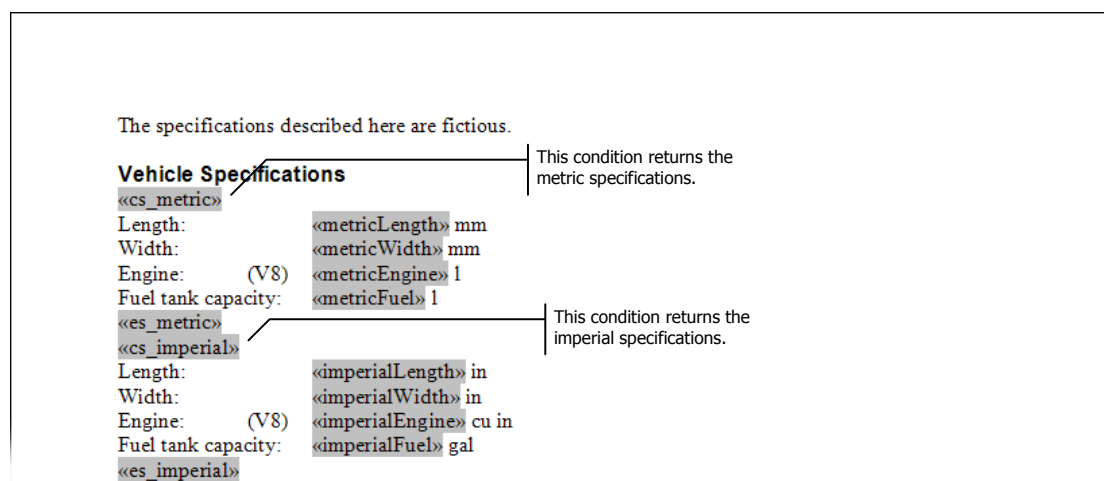 The specifications described here are fictious.
This condition returns the
metric specifications.
Vehicle Specifications
«cs_metric»
Length: «metricLength» mm
Width: «metricWidth» mm
Engine: (V8) «metricEngine» l
Fuel tank capacity: «metricFuel» l
«es_metric»
This condition returns the
imperial specifications.
«cs_imperial»
Length: «imperialLength» in
Width: «imperialWidth» in
Engine: (V8) «imperialEngine» cu in
Fuel tank capacity: «imperialFuel» gal
«es_imperial»